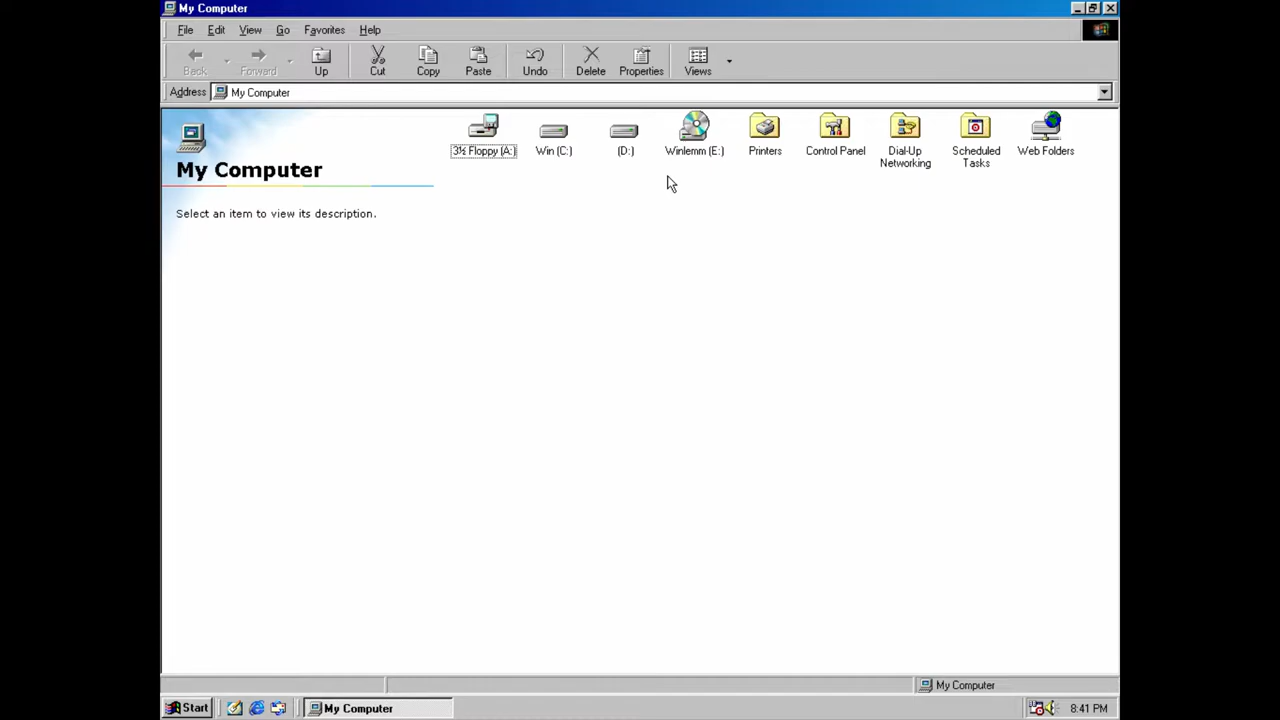 My Computer
File Edit View Go Favorites Help
Back Forward Up Cut Copy Paste Undo Delete Properties Views
Address My Computer
3½ Floppy (A:) Win (C:) (D:) Winlemm (E:) Printers Control Panel Dial-Up Networking Scheduled Tasks Web Folders
My Computer
Select an item to view its description.
My Computer
Start My Computer 8:41 PM